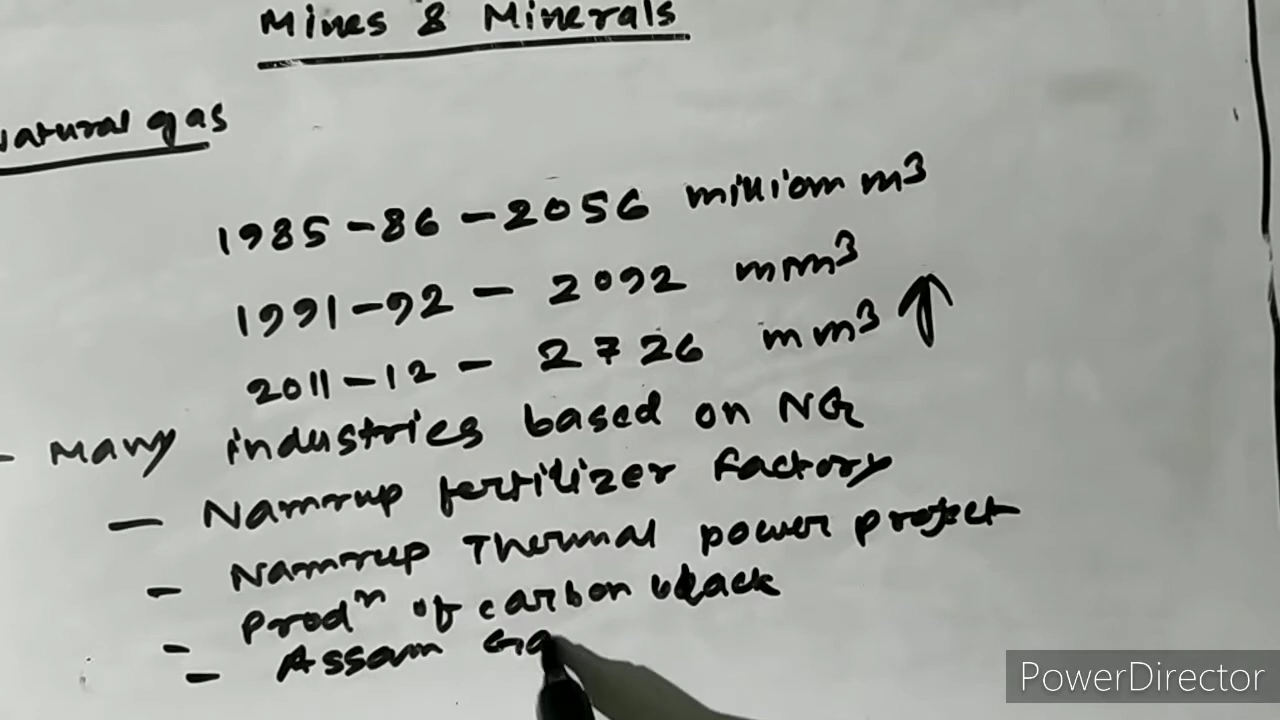 Mines & Minerals
Natural gas
1985-86-2056 million m³
1991-92 - 2092 mm³
2011-12 - 2726 mm³ ↑
- Many industries based on NG
- Namrup fertilizer factory
- Namrup Thermal power project
- Prodⁿ of carbon black
- Assam Ga
PowerDirector